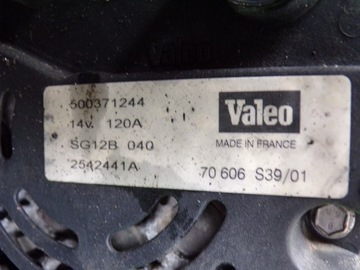 500371244
14v. 120A
SG12B 040
2542441A
Valeo
MADE IN FRANCE
70 606 S39/01